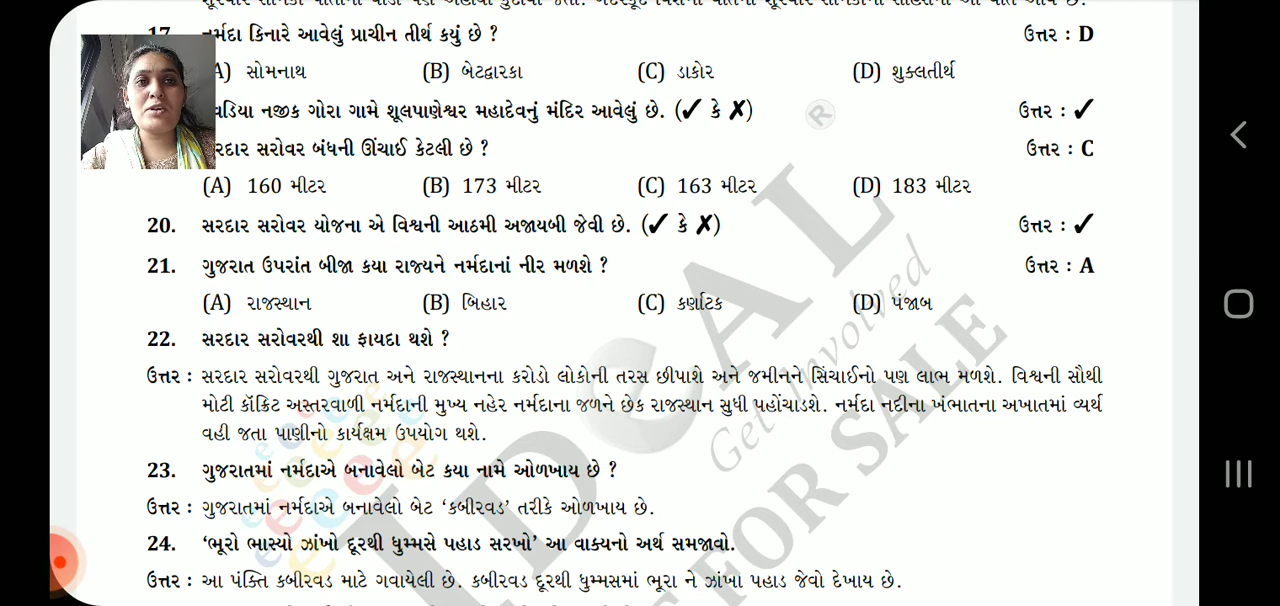 17. નર્મદા કિનારે આવેલું પ્રાચીન તીર્થ કયું છે ? ઉત્તર : D
A) સોમનાથ (B) બેટદ્વારકા (C) ડાકોર (D) શુક્લતીર્થ
નજીક ગોરા ગામે શૂલપાણેશ્વર મહાદેવનું મંદિર આવેલું છે. (✓ કે ✗) ઉત્તર : ✓
સરોવર બંધની ઊંચાઈ કેટલી છે ? ઉત્તર : C
(A) 160 મીટર (B) 173 મીટર (C) 163 મીટર (D) 183 મીટર
20. સરદાર સરોવર યોજના એ વિશ્વની આઠમી અજાયબી જેવી છે. (✓ કે ✗) ઉત્તર : ✓
21. ગુજરાત ઉપરાંત બીજા કયા રાજ્યને નર્મદાનાં નીર મળશે ? ઉત્તર : A
(A) રાજસ્થાન (B) બિહાર (C) કર્ણાટક (D) પંજાબ
22. સરદાર સરોવરથી શા ફાયદા થશે ?
ઉત્તર : સરદાર સરોવરથી ગુજરાત અને રાજસ્થાનના કરોડો લોકોની તરસ છીપાશે અને જમીનને સિંચાઈનો પણ લાભ મળશે. વિશ્વની સૌથી
મોટી કૉંક્રિટ અસ્તરવાળી નર્મદાની મુખ્ય નહેર નર્મદાના જળને છેક રાજસ્થાન સુધી પહોંચાડશે. નર્મદા નદીના ખંભાતના અખાતમાં વ્યર્થ
વહી જતા પાણીનો કાર્યક્ષમ ઉપયોગ થશે.
23. ગુજરાતમાં નર્મદાએ બનાવેલો બેટ કયા નામે ઓળખાય છે ?
ઉત્તર : ગુજરાતમાં નર્મદાએ બનાવેલો બેટ ‘કબીરવડ’ તરીકે ઓળખાય છે.
24. ‘ભૂરો ભાસ્યો ઝાંખો દૂરથી ધુમ્મસે પહાડ સરખો’ આ વાક્યનો અર્થ સમજાવો.
ઉત્તર : આ પંક્તિ કબીરવડ માટે ગવાયેલી છે. કબીરવડ દૂરથી ધુમ્મસમાં ભૂરા ને ઝાંખા પહાડ જેવો દેખાય છે.
IDeAL
Get Involved
FOR SALE
®